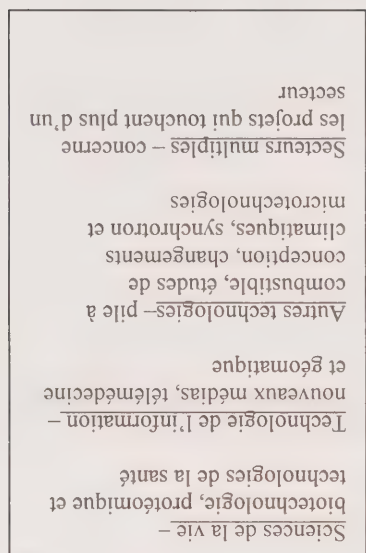 Sciences de la vie –
biotechnologie, protéomique et
technologies de la santé
Technologie de l'information –
nouveaux médias, télémédecine
et géomatique
Autres technologies– pile à
combustible, études de
conception, changements
climatiques, synchrotron et
microtechnologies
Secteurs multiples – concerne
les projets qui touchent plus d'un
secteur